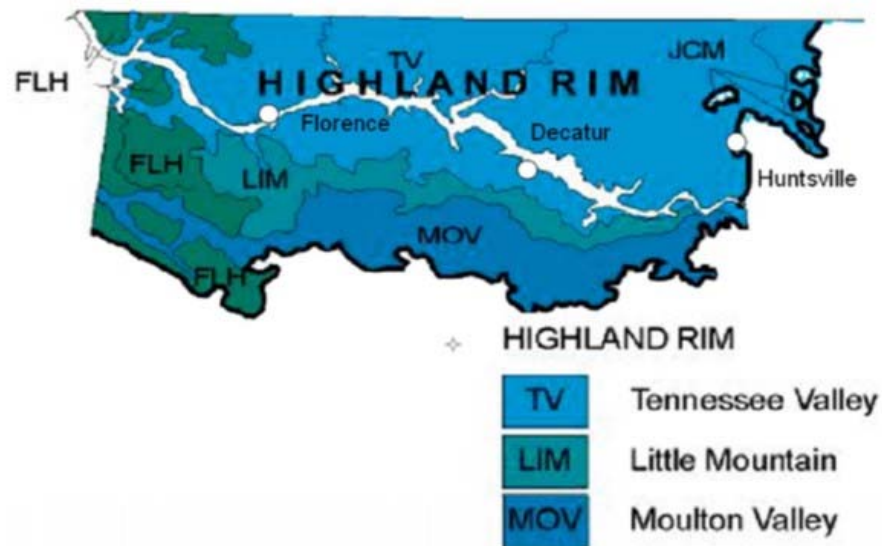 TV
JCM
FLH
HIGHLAND RIM
Florence
Decatur
FLH
LIM
Huntsville
MOV
FLH
HIGHLAND RIM
TV Tennessee Valley
LIM Little Mountain
MOV Moulton Valley